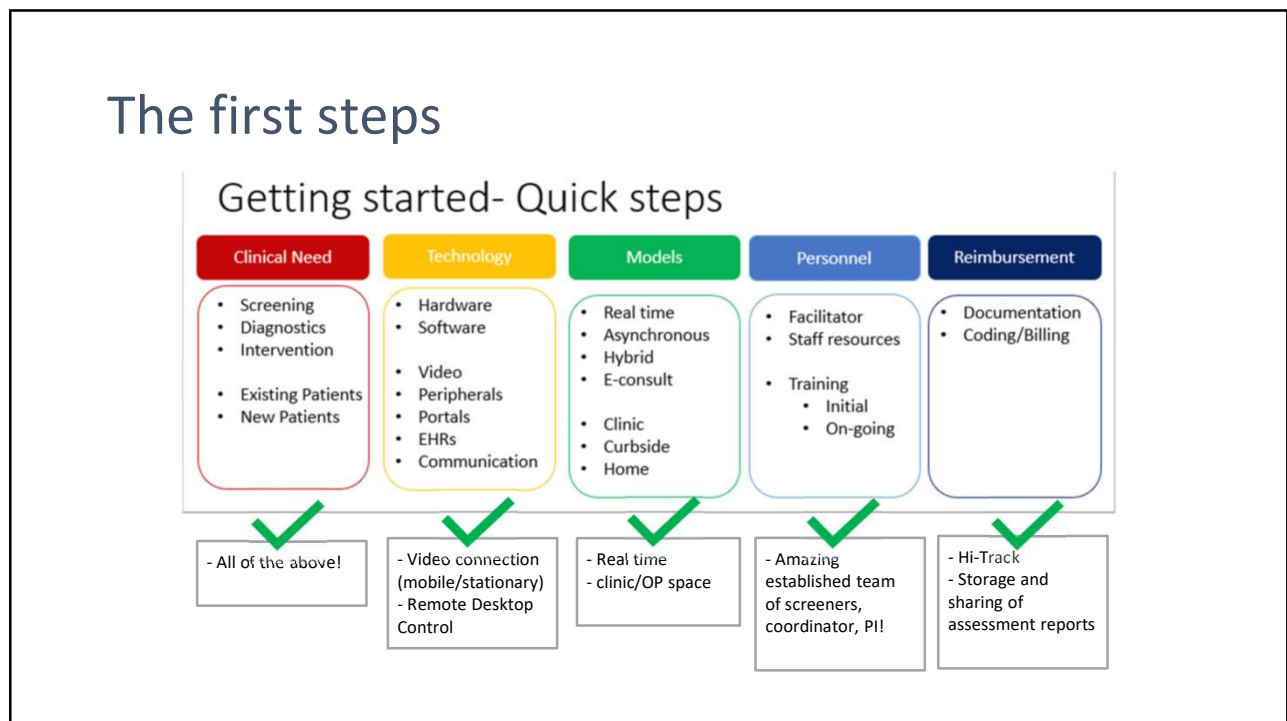 The first steps
Getting started- Quick steps
Clinical Need
• Screening
• Diagnostics
• Intervention
• Existing Patients
• New Patients
Technology
• Hardware
• Software
• Video
• Peripherals
• Portals
• EHRs
• Communication
Models
• Real time
• Asynchronous
• Hybrid
• E-consult
• Clinic
• Curbside
• Home
Personnel
• Facilitator
• Staff resources
• Training
• Initial
• On-going
Reimbursement
• Documentation
• Coding/Billing
- All of the above!
- Video connection
(mobile/stationary)
- Remote Desktop
Control
- Real time
- clinic/OP space
- Amazing
established team
of screeners,
coordinator, PI!
- Hi-Track
- Storage and
sharing of
assessment reports